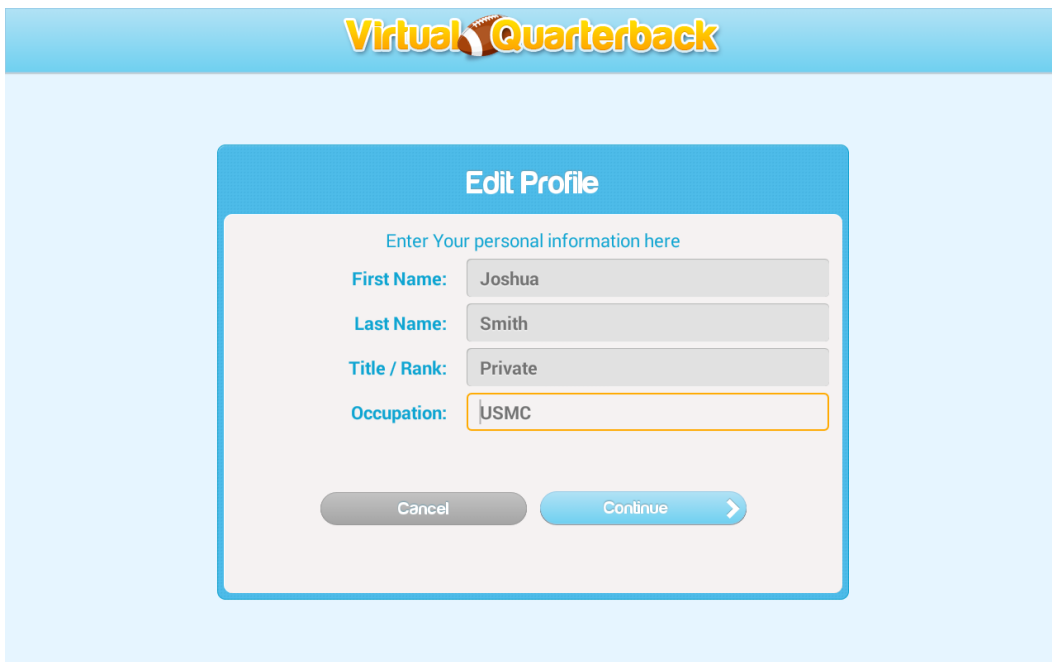 Virtual Quarterback
Edit Profile
Enter Your personal information here
First Name: Joshua
Last Name: Smith
Title / Rank: Private
Occupation: USMC
Cancel Continue